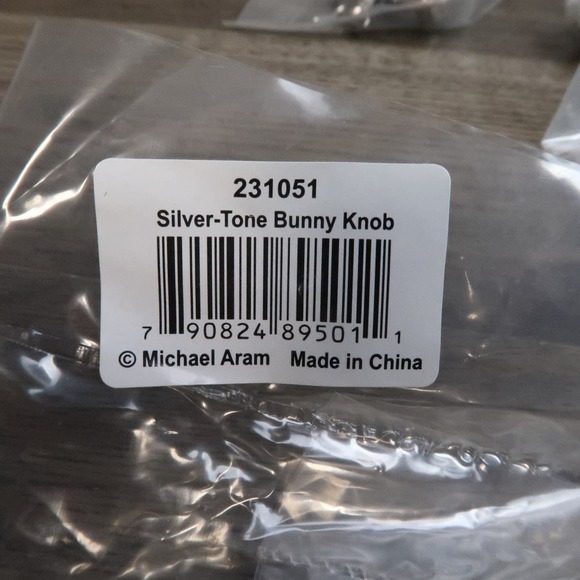 231051
Silver-Tone Bunny Knob
7 90824 89501 1
© Michael Aram Made in China